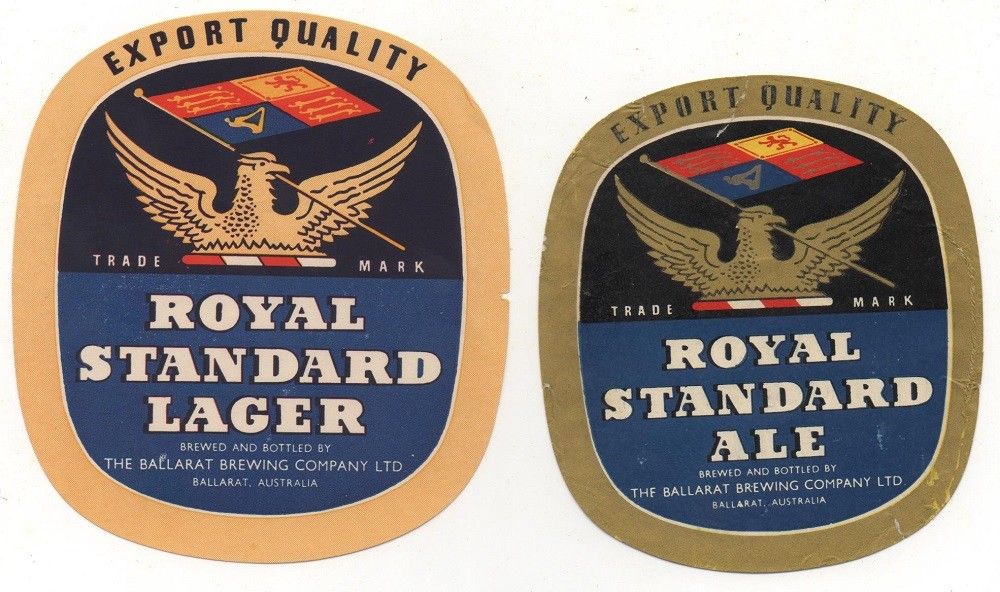 EXPORT QUALITY
TRADE MARK
ROYAL
STANDARD
LAGER
BREWED AND BOTTLED BY
THE BALLARAT BREWING COMPANY LTD
BALLARAT, AUSTRALIA
EXPORT QUALITY
TRADE MARK
ROYAL
STANDARD
ALE
BREWED AND BOTTLED BY
THE BALLARAT BREWING COMPANY LTD
BALLARAT, AUSTRALIA